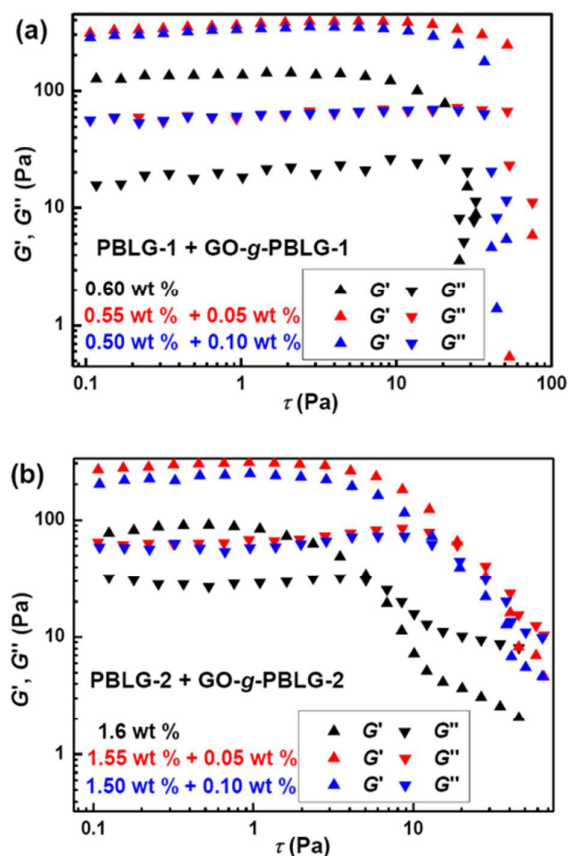 (a)
100
10
1
G', G" (Pa)
PBLG-1 + GO-g-PBLG-1
0.60 wt %
0.55 wt % + 0.05 wt %
0.50 wt % + 0.10 wt %
G' G"
G' G"
G' G"
0.1 1 10 100
τ (Pa)
(b)
100
10
1
G', G" (Pa)
PBLG-2 + GO-g-PBLG-2
1.6 wt %
1.55 wt % + 0.05 wt %
1.50 wt % + 0.10 wt %
G' G"
G' G"
G' G"
0.1 1 10
τ (Pa)